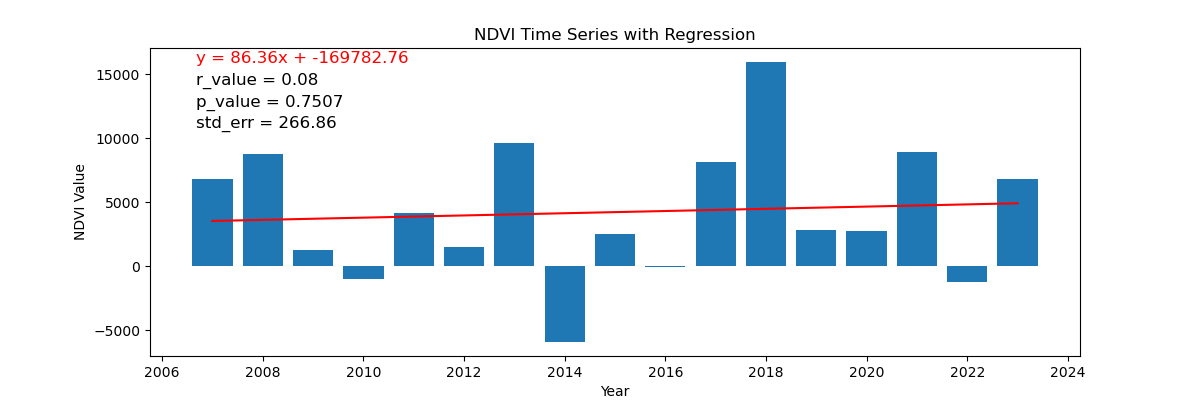 NDVI Time Series with Regression
y = 86.36x + -169782.76
r_value = 0.08
p_value = 0.7507
std_err = 266.86
NDVI Value
15000
10000
5000
0
−5000
2006 2008 2010 2012 2014 2016 2018 2020 2022 2024
Year